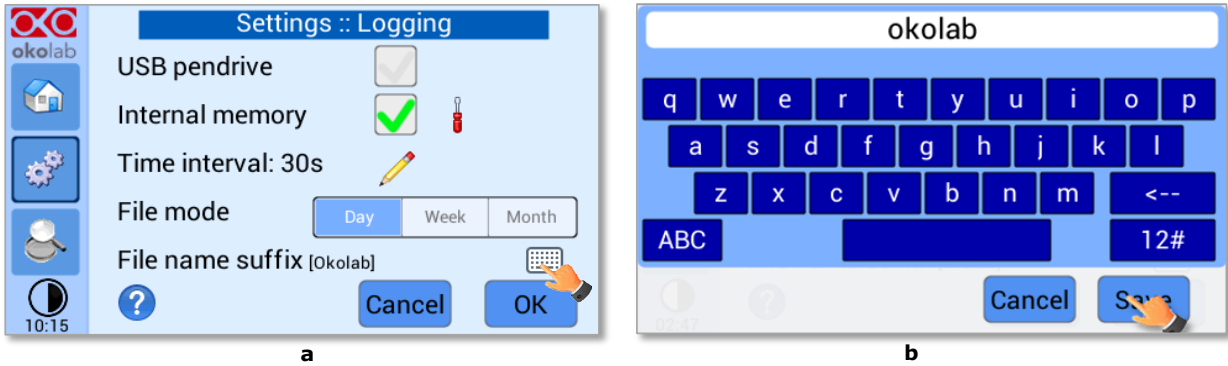 okolab
10:15
Settings :: Logging
USB pendrive
Internal memory
Time interval: 30s
File mode
Day Week Month
File name suffix [Okolab]
?
Cancel OK
a
okolab
q w e r t y u i o p
a s d f g h j k l
z x c v b n m <--
ABC 12#
02:47
?
Cancel Save
b